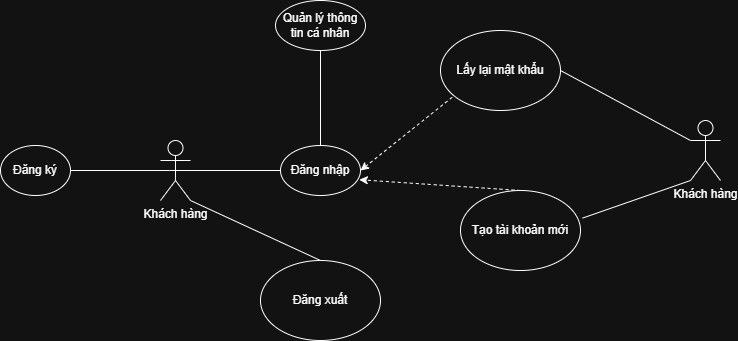 Quản lý thông
tin cá nhân
Lấy lại mật khẩu
Đăng ký
Đăng nhập
Khách hàng
Khách hàng
Tạo tài khoản mới
Đăng xuất